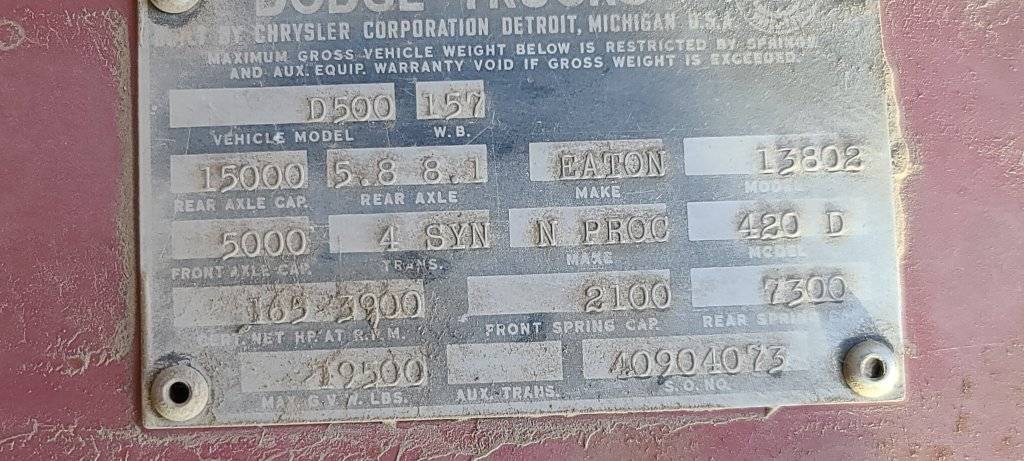 DODGE TRUCKS
BUILT BY CHRYSLER CORPORATION DETROIT, MICHIGAN U.S.A
MAXIMUM GROSS VEHICLE WEIGHT BELOW IS RESTRICTED BY SPRINGS
AND AUX. EQUIP. WARRANTY VOID IF GROSS WEIGHT IS EXCEEDED.
D500 157
VEHICLE MODEL W.B.
15000 5.8 8.1 EATON 13802
REAR AXLE CAP. REAR AXLE MAKE MODEL
5000 4 SYN N PROC 420 D
FRONT AXLE CAP. TRANS. MAKE MODEL
165-3900 2100 7300
CERT. NET HP. AT R.P.M. FRONT SPRING CAP. REAR SPRING
19500 40904073
MAX. G.V.W. LBS. AUX. TRANS. S.O. NO.